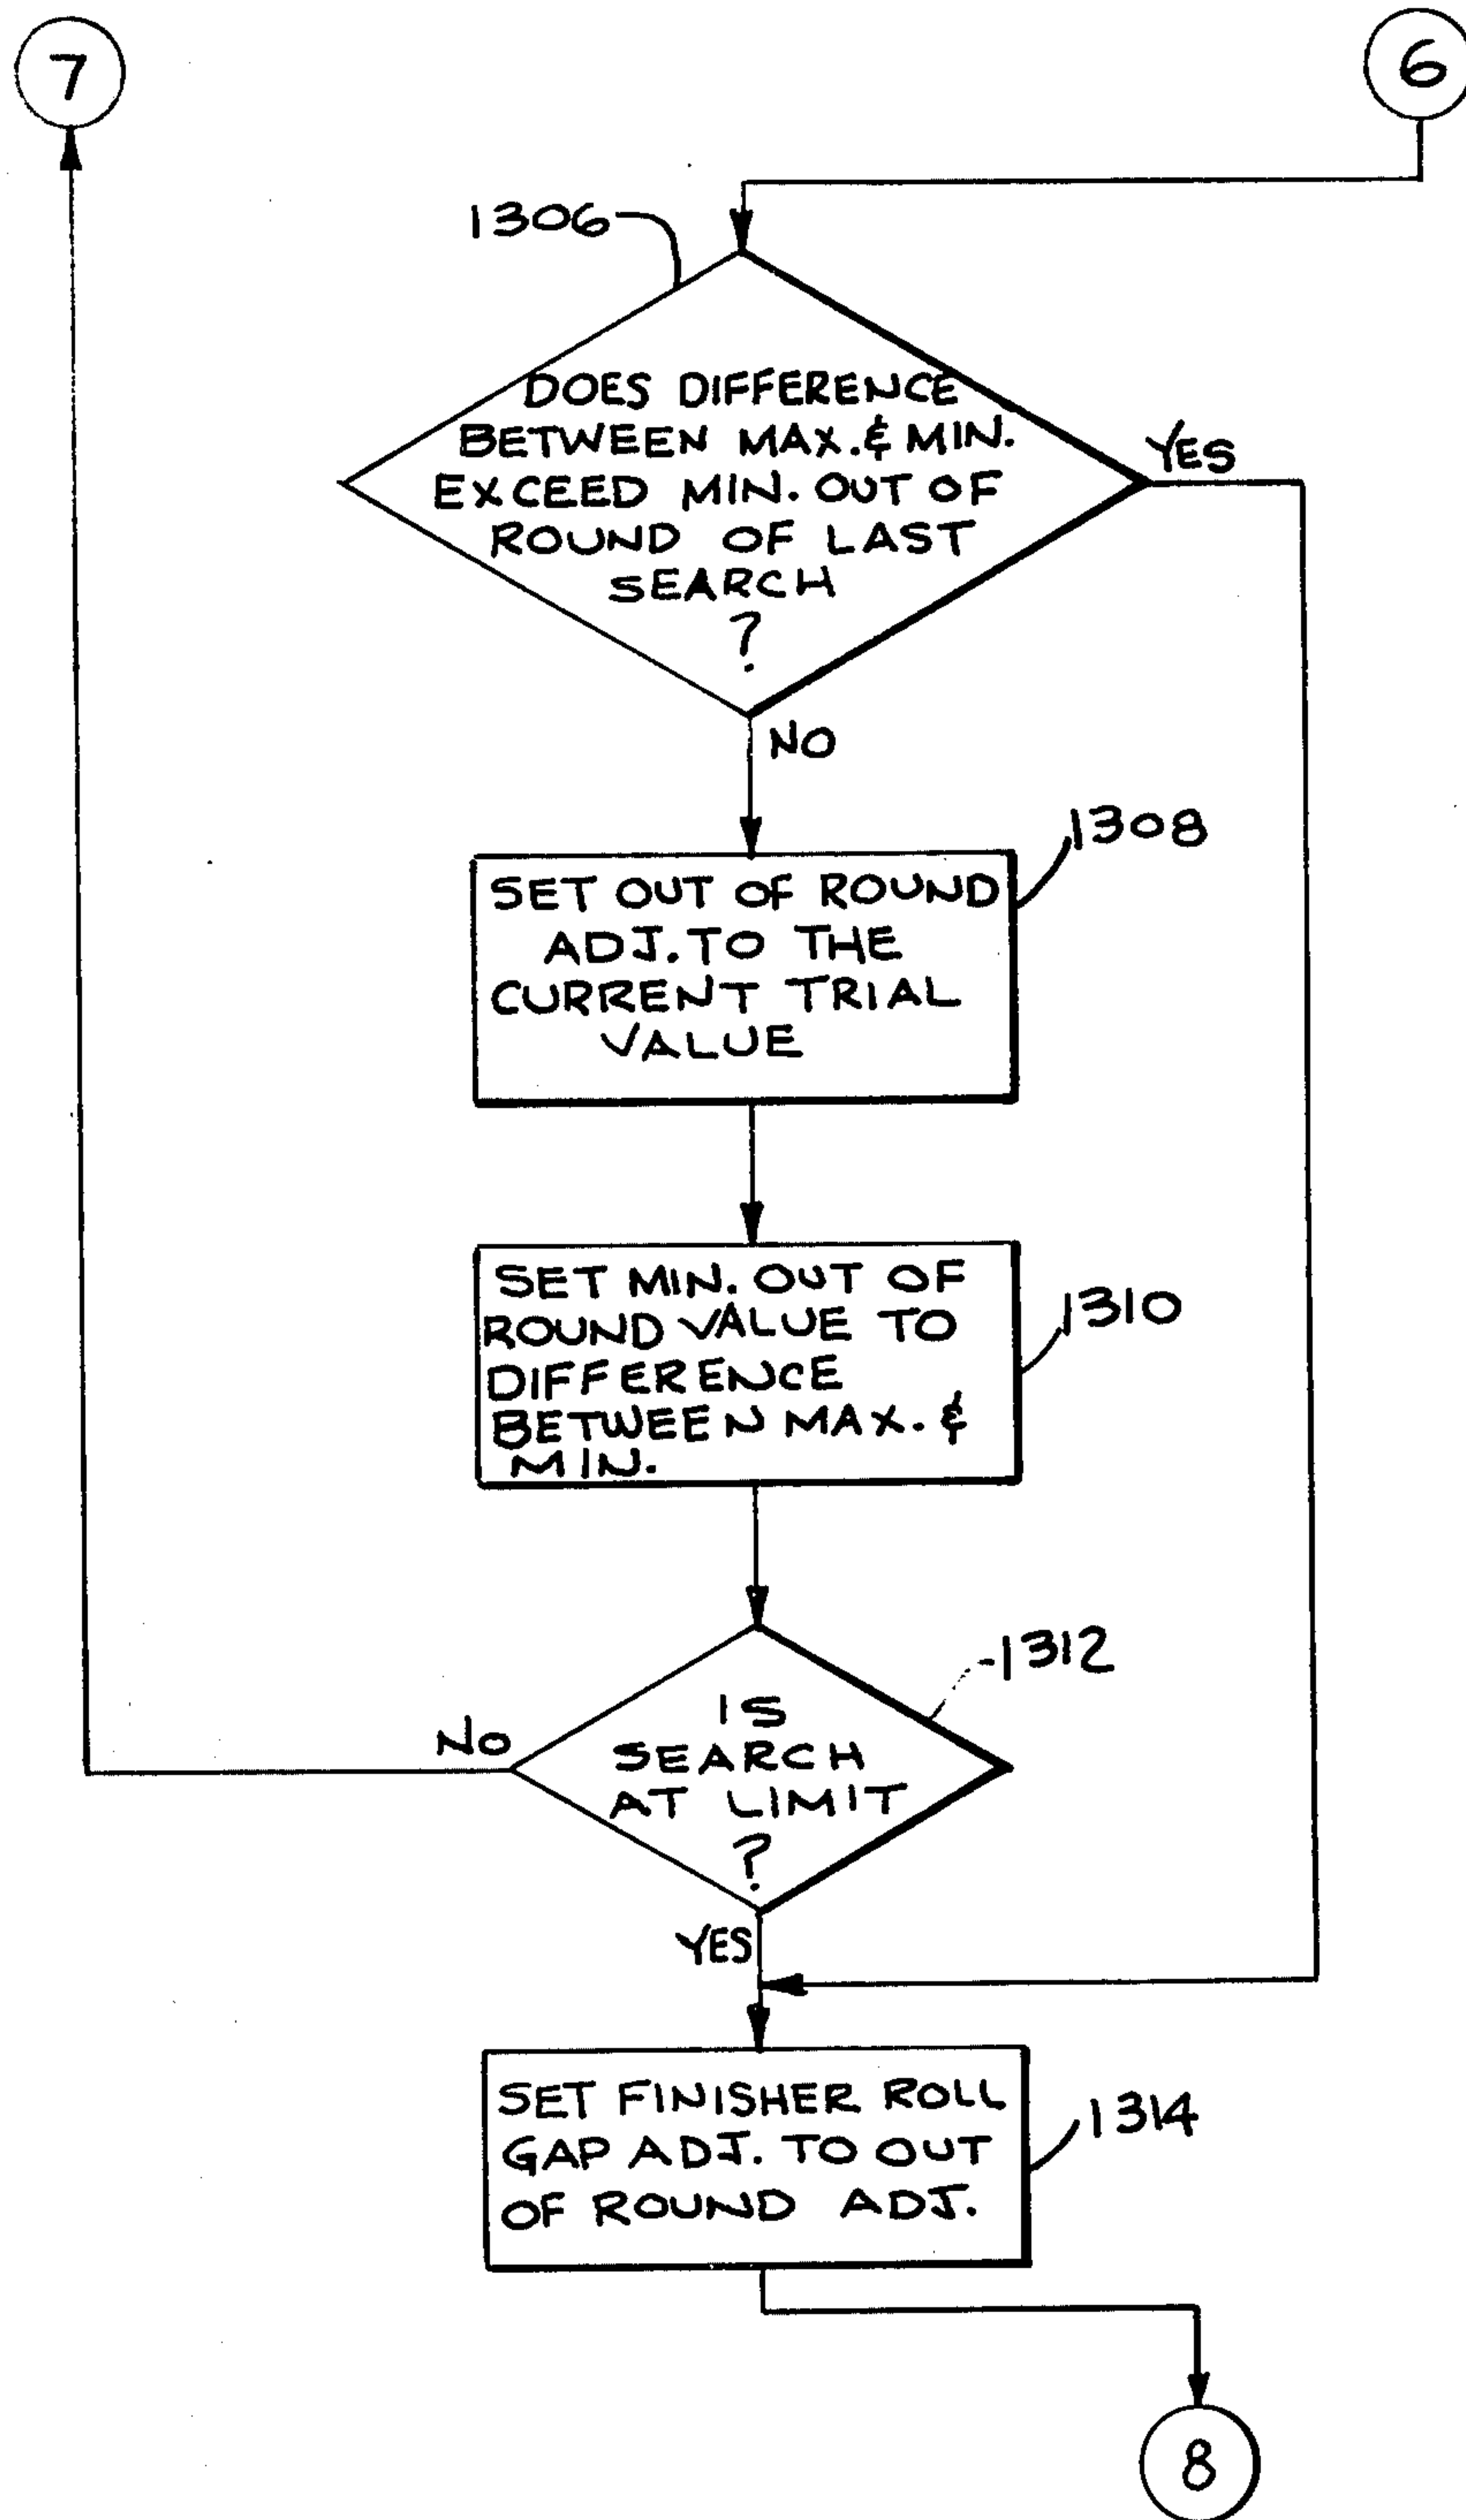 7
6
1306
DOES DIFFERENCE
BETWEEN MAX. & MIN.
EXCEED MIN. OUT OF
ROUND OF LAST
SEARCH
?
YES
NO
1308
SET OUT OF ROUND
ADJ. TO THE
CURRENT TRIAL
VALUE
SET MIN. OUT OF
ROUND VALUE TO
DIFFERENCE
BETWEEN MAX. &
MIN.
1310
1312
IS
SEARCH
AT LIMIT
?
NO
YES
SET FINISHER ROLL
GAP ADJ. TO OUT
OF ROUND ADJ.
1314
8